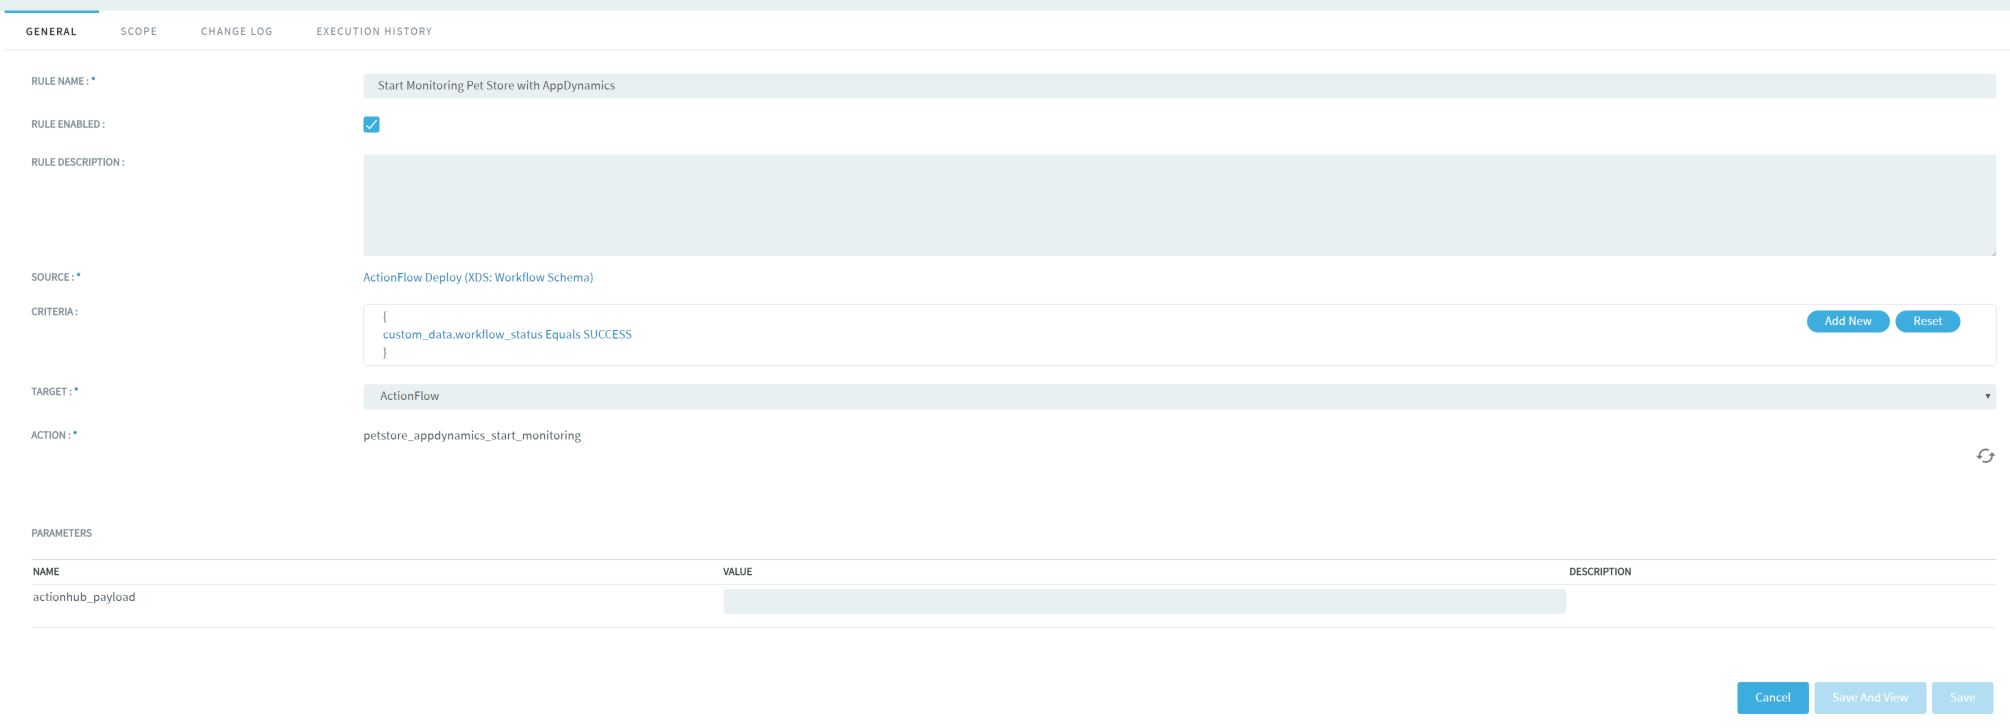 GENERAL SCOPE CHANGE LOG EXECUTION HISTORY
RULE NAME : * Start Monitoring Pet Store with AppDynamics
RULE ENABLED :
RULE DESCRIPTION :
SOURCE : * ActionFlow Deploy (XDS: Workflow Schema)
CRITERIA : {
custom_data.workflow_status Equals SUCCESS
}
Add New Reset
TARGET : * ActionFlow
ACTION : * petstore_appdynamics_start_monitoring
PARAMETERS
NAME VALUE DESCRIPTION
actionhub_payload
Cancel Save And View Save